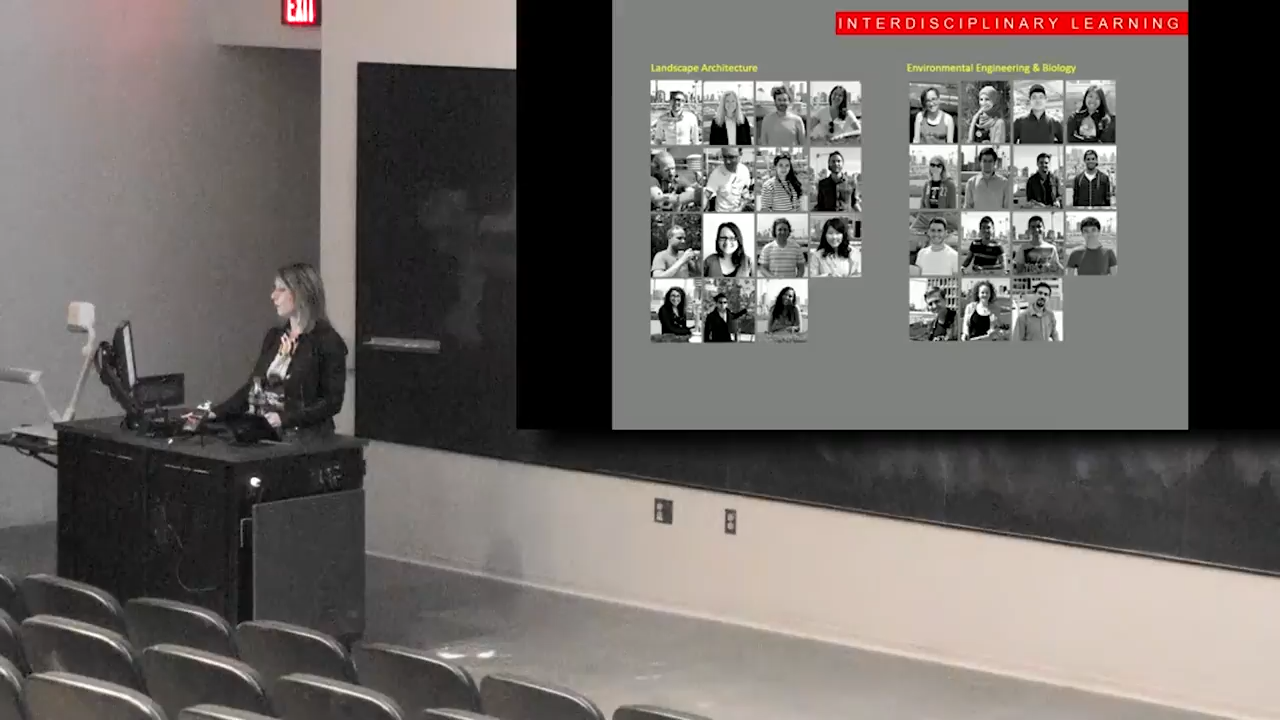 EXIT
INTERDISCIPLINARY LEARNING
Landscape Architecture
Environmental Engineering & Biology